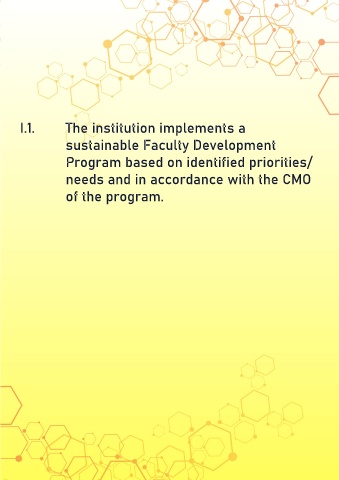 I.1. The institution implements a
sustainable Faculty Development
Program based on identified priorities/
needs and in accordance with the CMO
of the program.